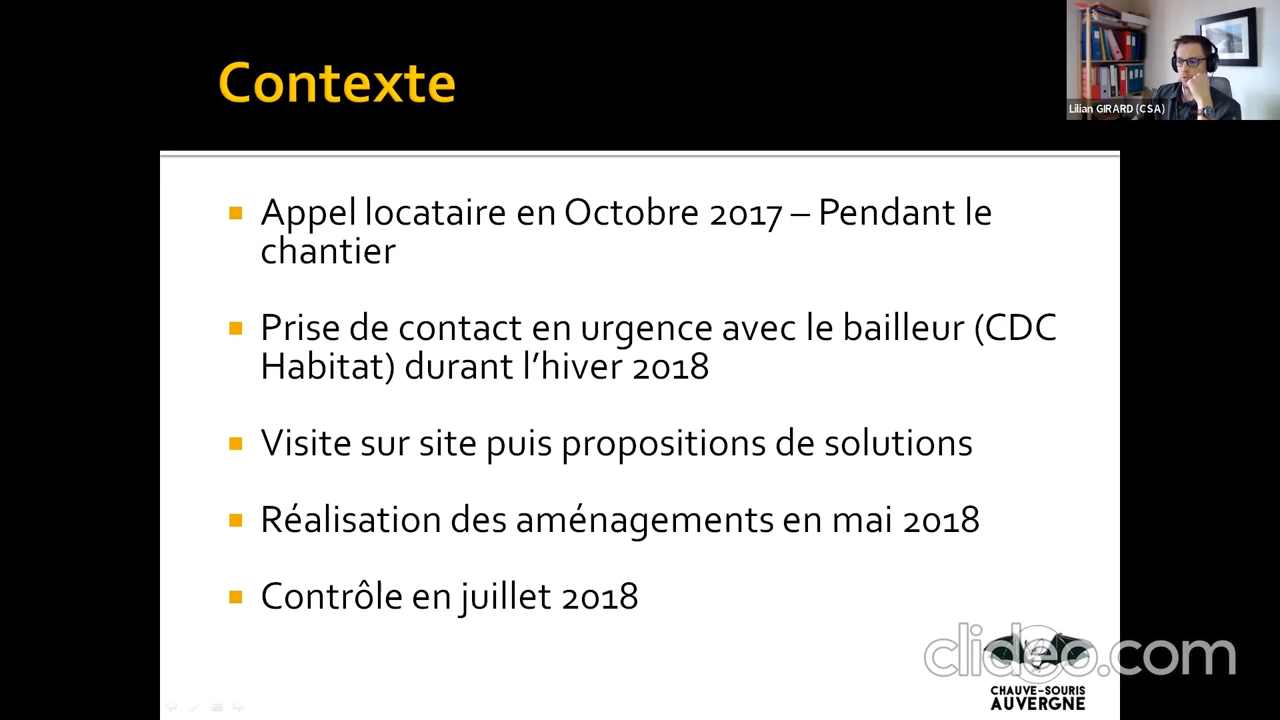 Contexte
Lilian GIRARD (CSA)
Appel locataire en Octobre 2017 – Pendant le
chantier
Prise de contact en urgence avec le bailleur (CDC
Habitat) durant l'hiver 2018
Visite sur site puis propositions de solutions
Réalisation des aménagements en mai 2018
Contrôle en juillet 2018
clideo.com
CHAUVE-SOURIS
AUVERGNE